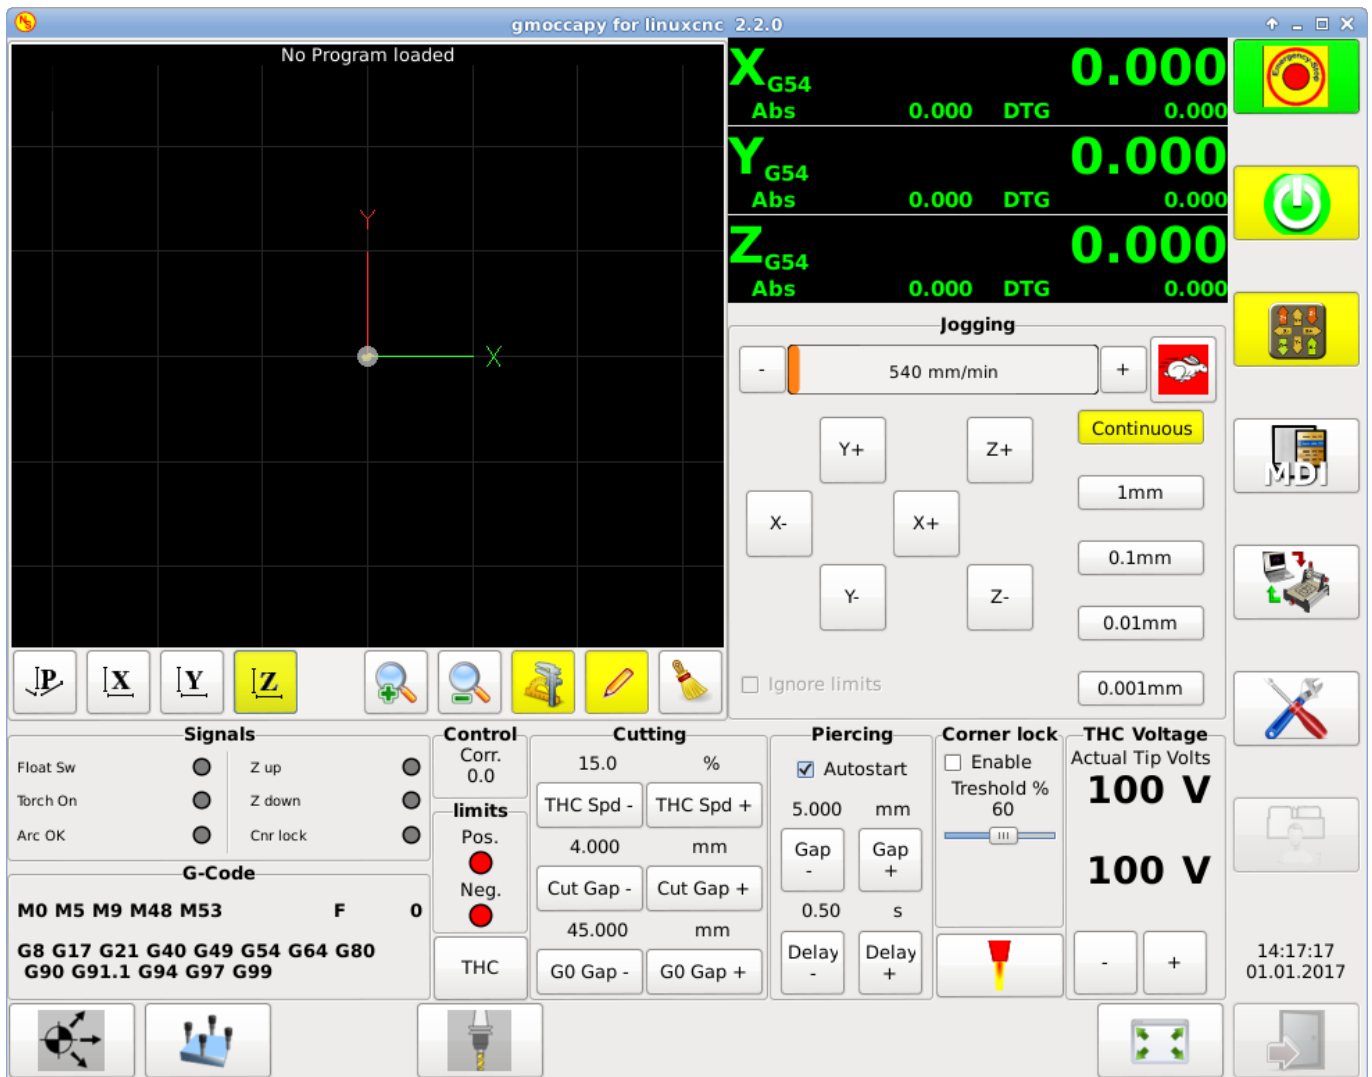 gmoccapy for linuxcnc 2.2.0
No Program loaded
Y
X
X G54 0.000
Abs 0.000 DTG 0.000
Y G54 0.000
Abs 0.000 DTG 0.000
Z G54 0.000
Abs 0.000 DTG 0.000
Emergency-Stop
Jogging
- 540 mm/min +
Continuous
Y+ Z+
1mm
MDI
X- X+
0.1mm
Y- Z-
0.01mm
Ignore limits
0.001mm
P X Y Z
Signals
Float Sw Z up
Torch On Z down
Arc OK Cnr lock
G-Code
M0 M5 M9 M48 M53 F 0
G8 G17 G21 G40 G49 G54 G64 G80
G90 G91.1 G94 G97 G99
Control
Corr.
0.0
limits
Pos.
Neg.
THC
Cutting
15.0 %
THC Spd - THC Spd +
4.000 mm
Cut Gap - Cut Gap +
45.000 mm
G0 Gap - G0 Gap +
Piercing
Autostart
5.000 mm
Gap - Gap +
0.50 s
Delay - Delay +
Corner lock
Enable
Treshold %
60
THC Voltage
Actual Tip Volts
100 V
100 V
- +
14:17:17
01.01.2017